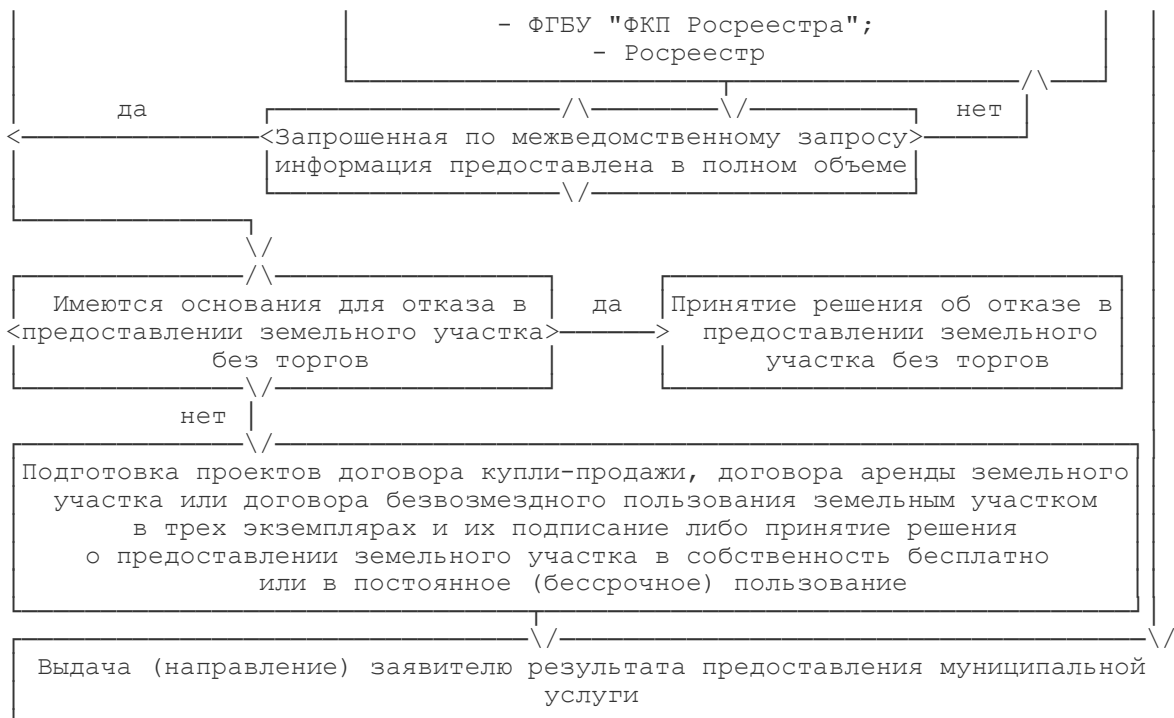 - ФГБУ "ФКП Росреестра";
- Росреестр
да
нет
Запрошенная по межведомственному запросу
информация предоставлена в полном объеме
Имеются основания для отказа в
предоставлении земельного участка
без торгов
да
Принятие решения об отказе в
предоставлении земельного
участка без торгов
нет
Подготовка проектов договора купли-продажи, договора аренды земельного
участка или договора безвозмездного пользования земельным участком
в трех экземплярах и их подписание либо принятие решения
о предоставлении земельного участка в собственность бесплатно
или в постоянное (бессрочное) пользование
Выдача (направление) заявителю результата предоставления муниципальной
услуги